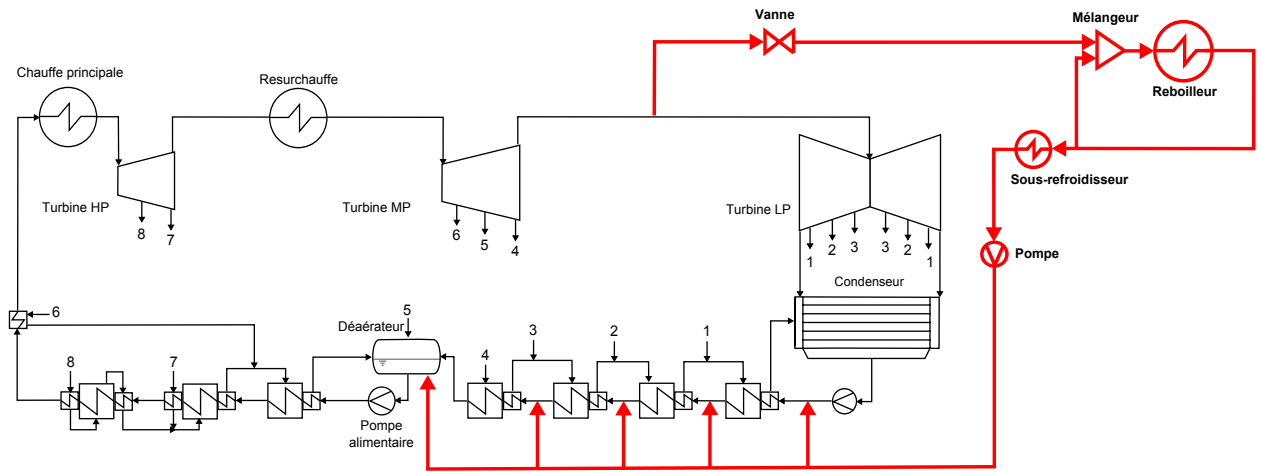 Vanne
Mélangeur
Chauffe principale
Resurchauffe
Reboilleur
Sous-refroidisseur
Turbine HP
Turbine MP
Turbine LP
8
7
6
5
4
1
2
3
3
2
1
Pompe
Condenseur
6
Déaérateur
5
3
2
1
8
7
4
Pompe
alimentaire